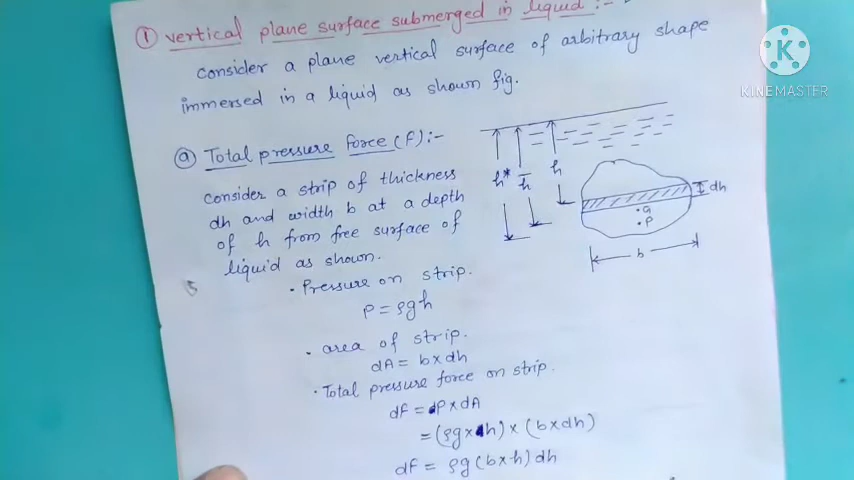 ① vertical plane surface submerged in liquid :-
Consider a plane vertical surface of arbitrary shape
immersed in a liquid as shown fig.
K
KINEMASTER
ⓐ Total pressure force (F) :-
Consider a strip of thickness
dh and width b at a depth
of h from free surface of
liquid as shown.
h* h̄ h
dh
G
P
b
• Pressure on strip.
P = ρgh
• area of strip.
dA = b x dh
• Total pressure force on strip.
dF = P x dA
= (ρg x h) x (b x dh)
dF = ρg (b x h) dh